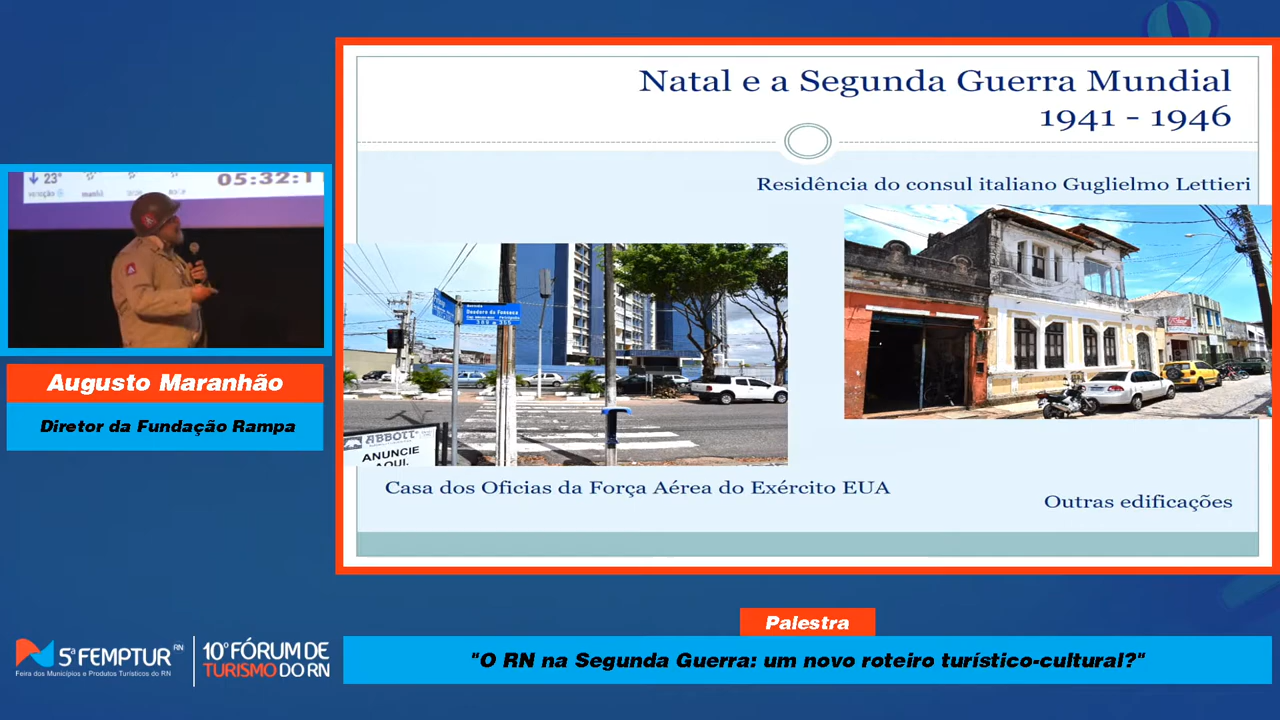 Natal e a Segunda Guerra Mundial
1941 - 1946
Residência do consul italiano Guglielmo Lettieri
23°
05:32:1
Deodoro da Fonseca
ABBOTT
ANUNCIE
AQUI.
Casa dos Oficias da Força Aérea do Exército EUA
Outras edificações
Augusto Maranhão
Diretor da Fundação Rampa
Palestra
"O RN na Segunda Guerra: um novo roteiro turístico-cultural?"
5ª FEMPTUR RN
Feira dos Municípios e Produtos Turísticos do RN
10º FÓRUM DE
TURISMO DO RN